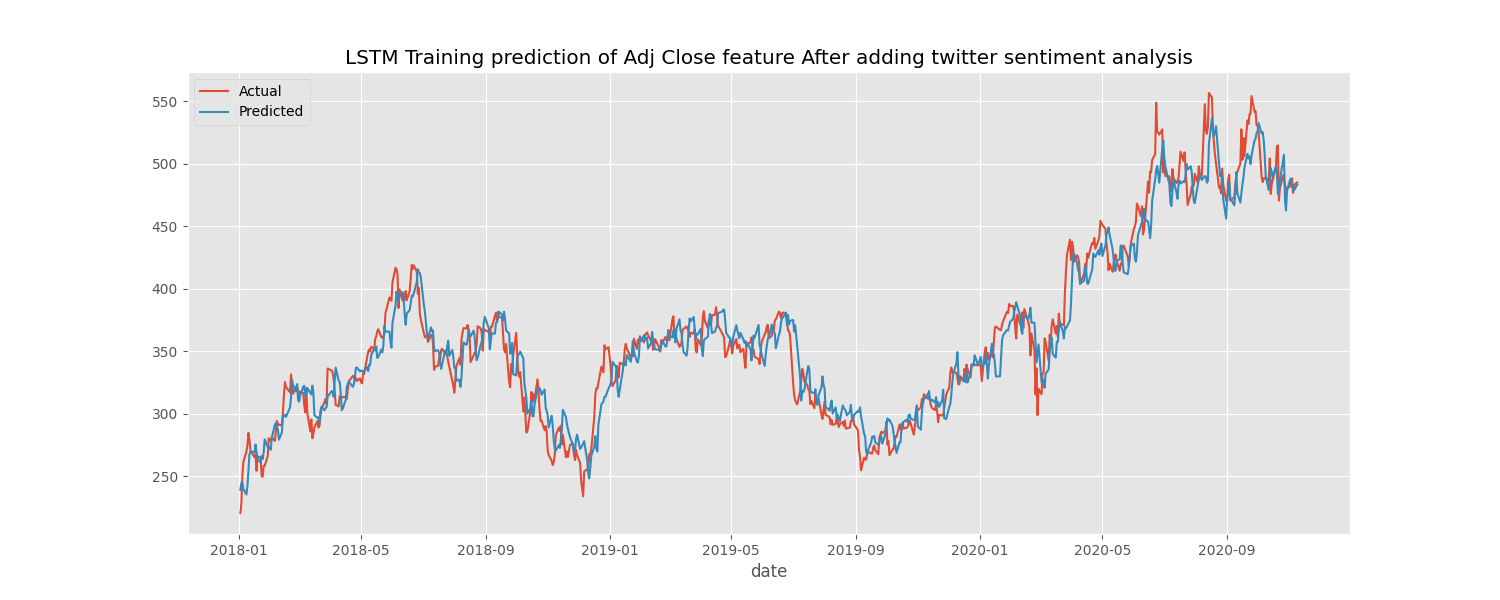 LSTM Training prediction of Adj Close feature After adding twitter sentiment analysis
Actual
Predicted
550
500
450
400
350
300
250
2018-01 2018-05 2018-09 2019-01 2019-05 2019-09 2020-01 2020-05 2020-09
date